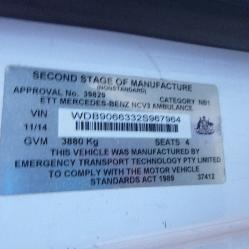 SECOND STAGE OF MANUFACTURE
(NONSTANDARD)
APPROVAL No. 39829 CATEGORY NB1
ETT MERCEDES-BENZ NCV3 AMBULANCE
VIN WDB9066332S967964
11/14
GVM 3880 Kg SEATS 4
THIS VEHICLE WAS MANUFACTURED BY
EMERGENCY TRANSPORT TECHNOLOGY PTY LIMITED
TO COMPLY WITH THE MOTOR VEHICLE
STANDARDS ACT 1989 37412